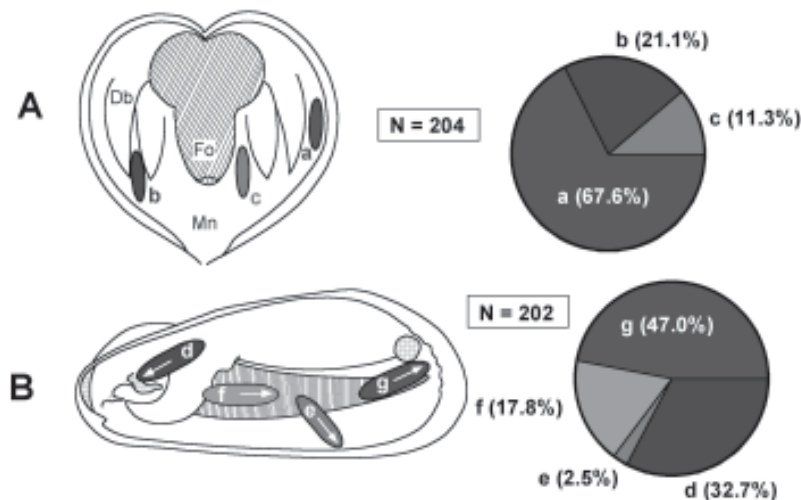 A
Db
Fo
a
b
c
Mn
N = 204
b (21.1%)
c (11.3%)
a (67.6%)
B
d
f
e
g
N = 202
g (47.0%)
f (17.8%)
e (2.5%)
d (32.7%)